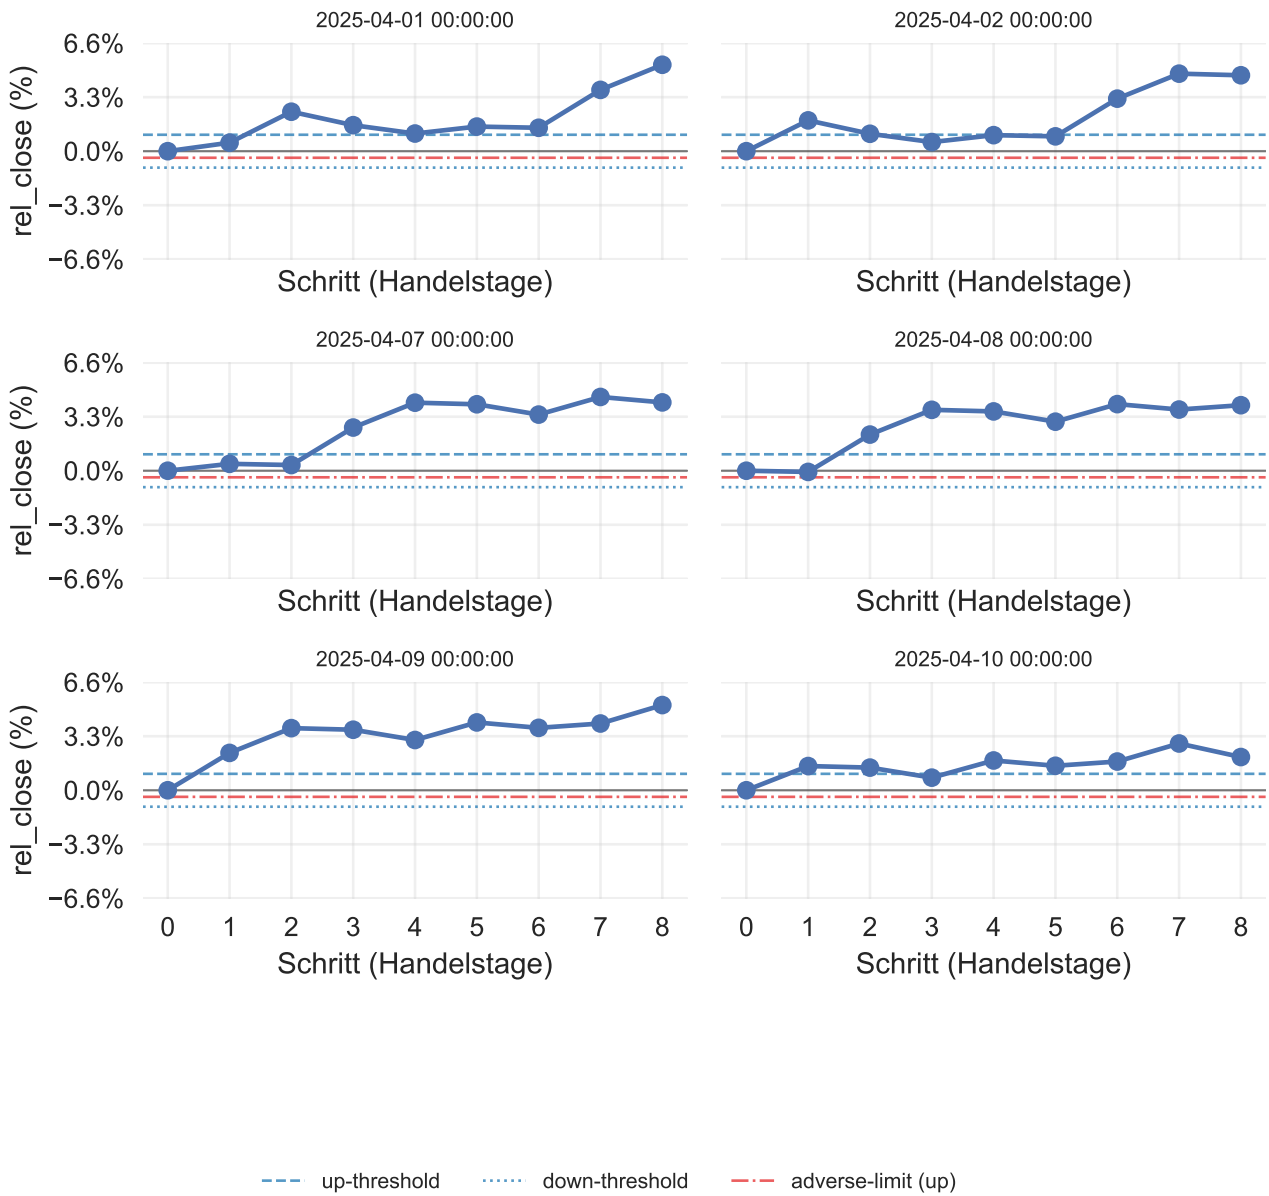 2025-04-01 00:00:00
2025-04-02 00:00:00
rel_close (%)
6.6%
3.3%
0.0%
−3.3%
−6.6%
Schritt (Handelstage)
Schritt (Handelstage)
2025-04-07 00:00:00
2025-04-08 00:00:00
rel_close (%)
6.6%
3.3%
0.0%
−3.3%
−6.6%
Schritt (Handelstage)
Schritt (Handelstage)
2025-04-09 00:00:00
2025-04-10 00:00:00
rel_close (%)
6.6%
3.3%
0.0%
−3.3%
−6.6%
0 1 2 3 4 5 6 7 8
0 1 2 3 4 5 6 7 8
Schritt (Handelstage)
Schritt (Handelstage)
up-threshold down-threshold adverse-limit (up)